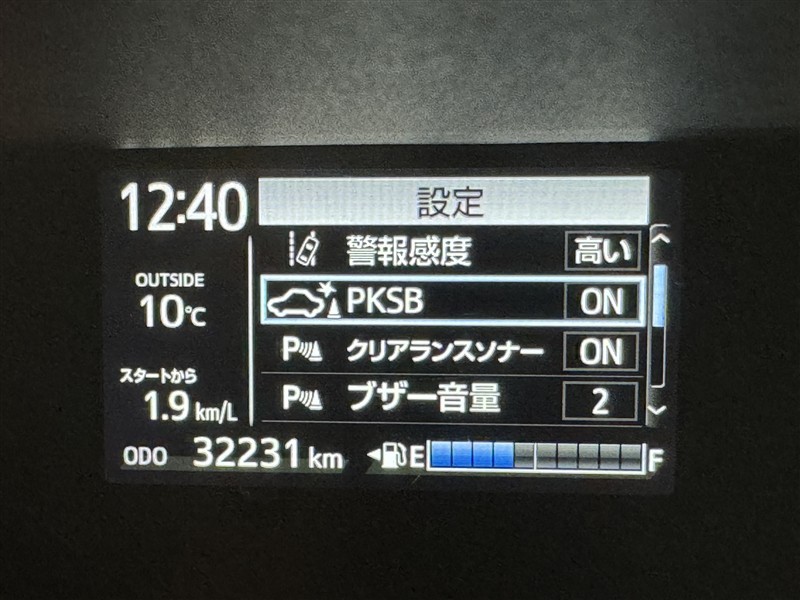 12:40
設定
警報感度 高い
OUTSIDE
10℃
PKSB ON
P クリアランスソナー ON
スタートから
1.9 km/L
P ブザー音量 2
ODO 32231 km E F